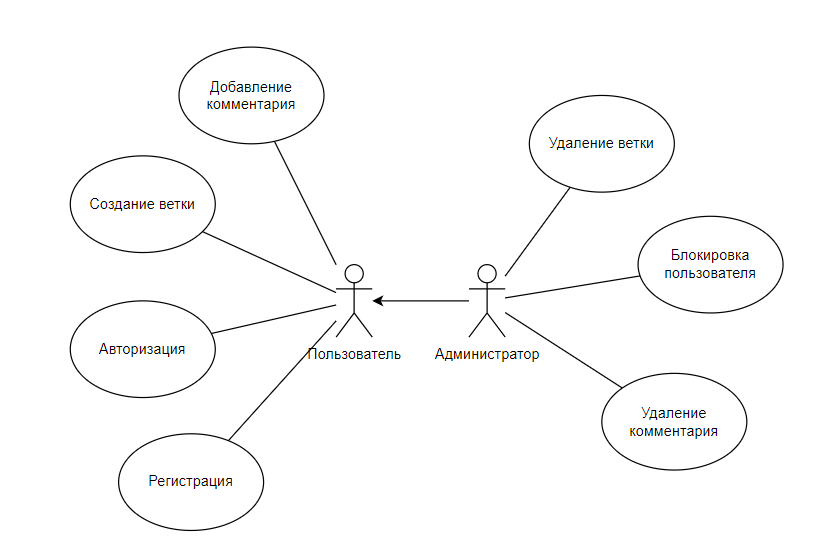 Добавление
комментария
Удаление ветки
Создание ветки
Блокировка
пользователя
Авторизация
Пользователь
Администратор
Удаление
комментария
Регистрация